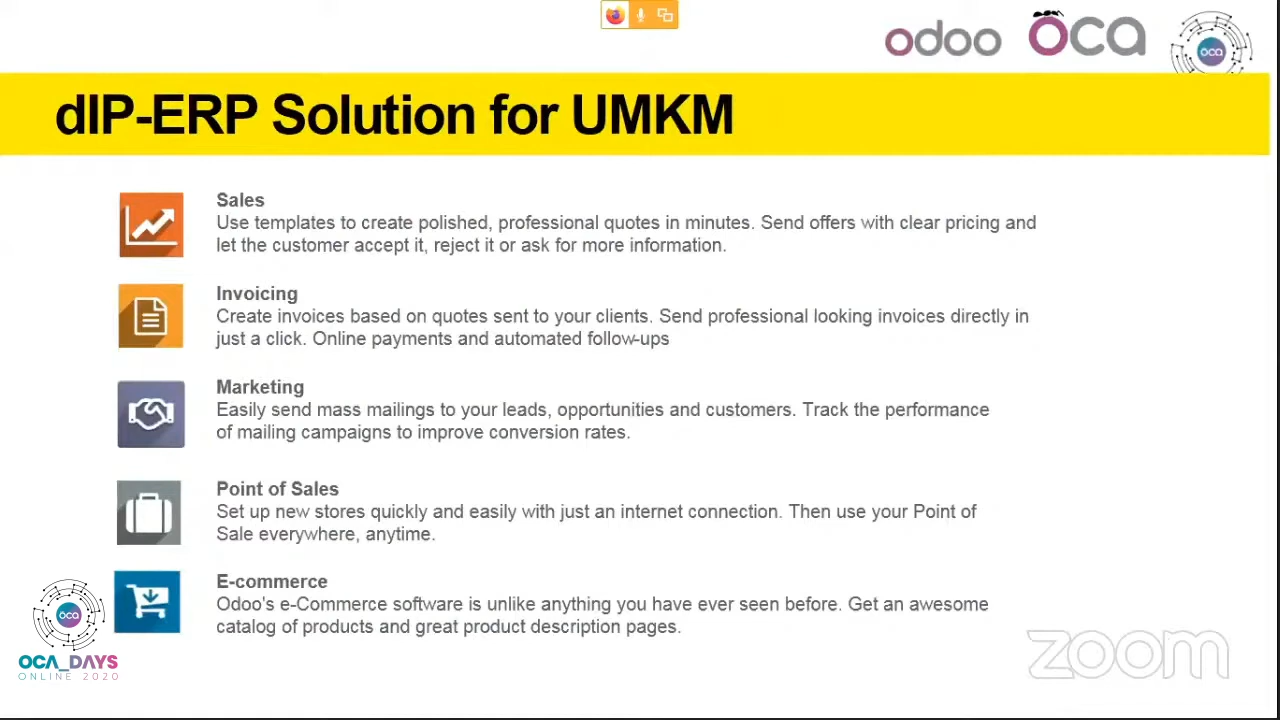 odoo
oca
oca
dIP-ERP Solution for UMKM
Sales
Use templates to create polished, professional quotes in minutes. Send offers with clear pricing and
let the customer accept it, reject it or ask for more information.
Invoicing
Create invoices based on quotes sent to your clients. Send professional looking invoices directly in
just a click. Online payments and automated follow-ups
Marketing
Easily send mass mailings to your leads, opportunities and customers. Track the performance
of mailing campaigns to improve conversion rates.
Point of Sales
Set up new stores quickly and easily with just an internet connection. Then use your Point of
Sale everywhere, anytime.
E-commerce
Odoo's e-Commerce software is unlike anything you have ever seen before. Get an awesome
catalog of products and great product description pages.
oca
OCA_DAYS
ONLINE 2020
zoom